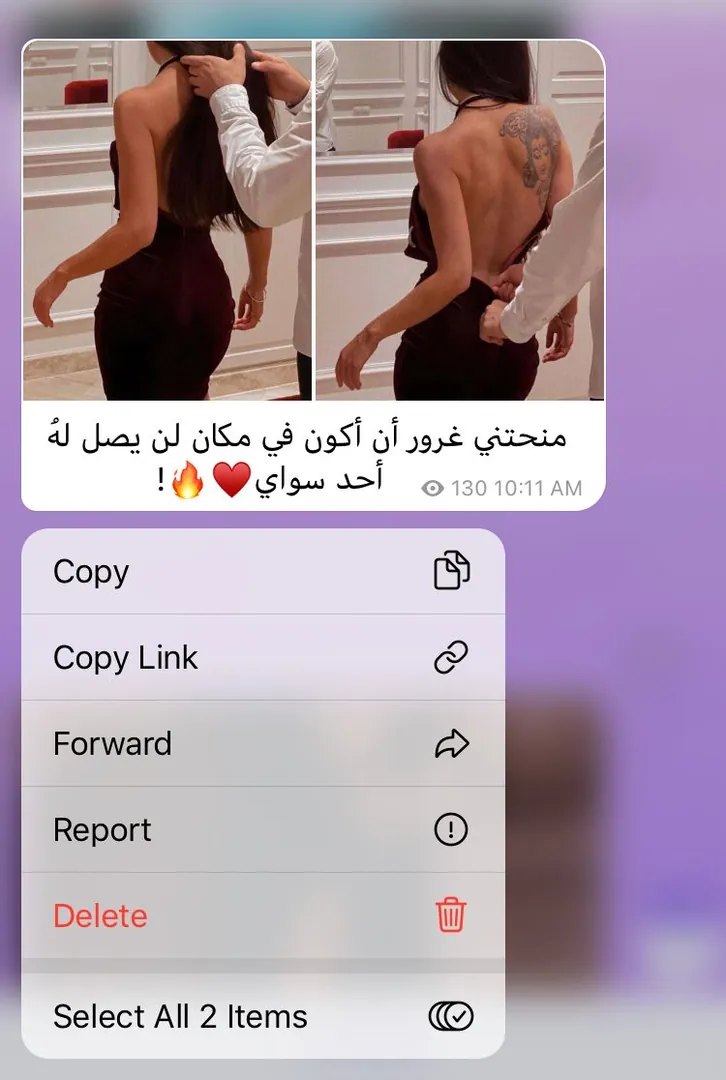 منحتني غرور أن أكون في مكان لن يصل لهُ
أحد سواي♥️🔥!
130 10:11 AM
Copy
Copy Link
Forward
Report
Delete
Select All 2 Items